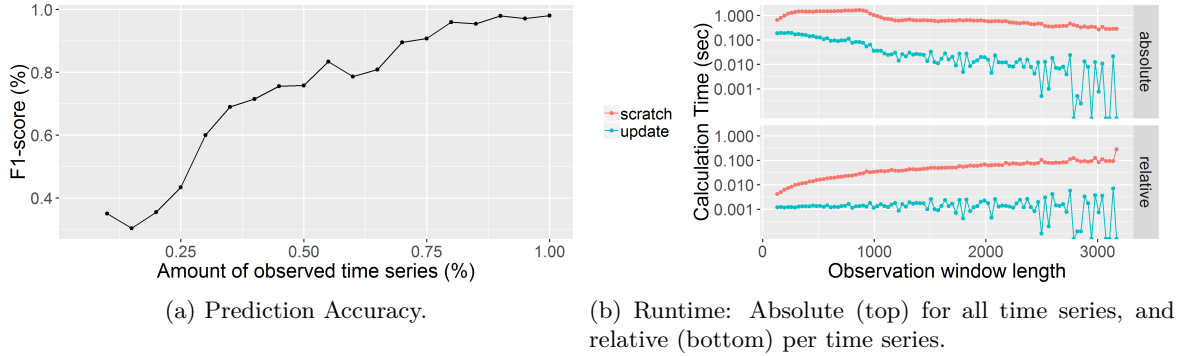 1.0
0.8
0.6
0.4
F1-score (%)
0.25
0.50
0.75
1.00
Amount of observed time series (%)
(a) Prediction Accuracy.
scratch
update
Calculation Time (sec)
1.000
0.100
0.010
0.001
absolute
1.000
0.100
0.010
0.001
relative
0
1000
2000
3000
Observation window length
(b) Runtime: Absolute (top) for all time series, and
relative (bottom) per time series.